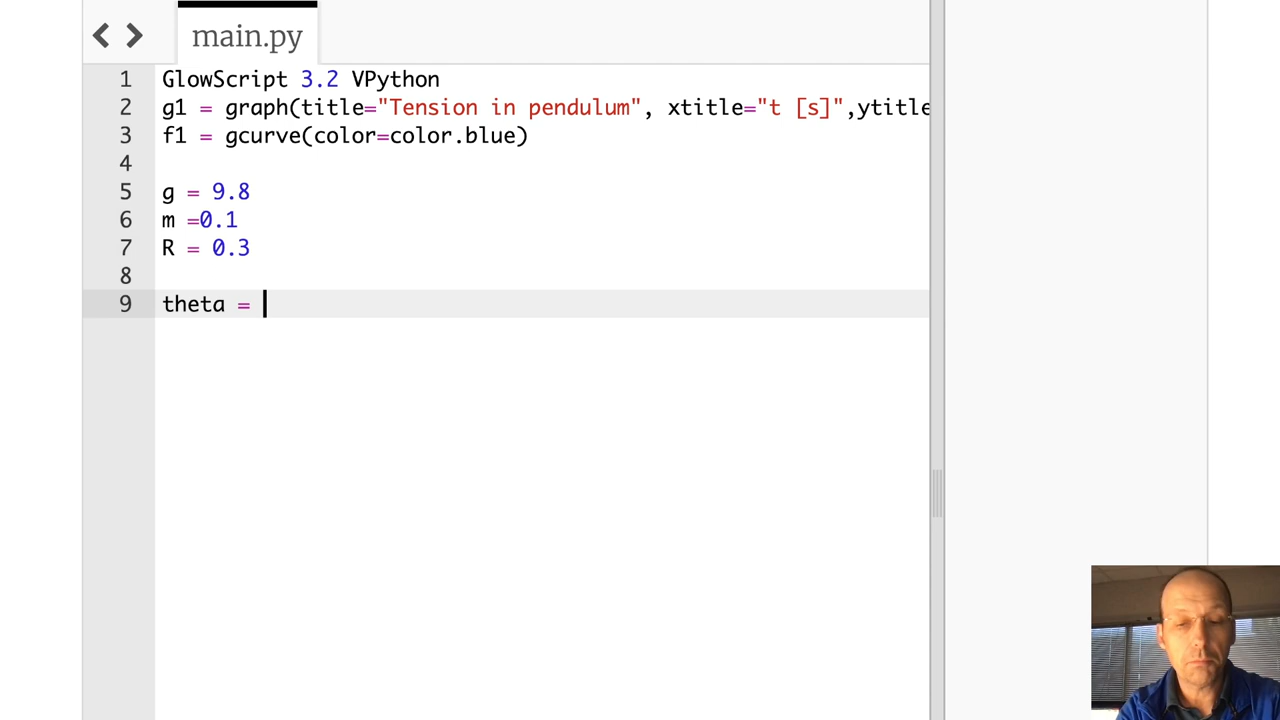 main.py
1 GlowScript 3.2 VPython
2 g1 = graph(title="Tension in pendulum", xtitle="t [s]",ytitle
3 f1 = gcurve(color=color.blue)
4
5 g = 9.8
6 m =0.1
7 R = 0.3
8
9 theta =